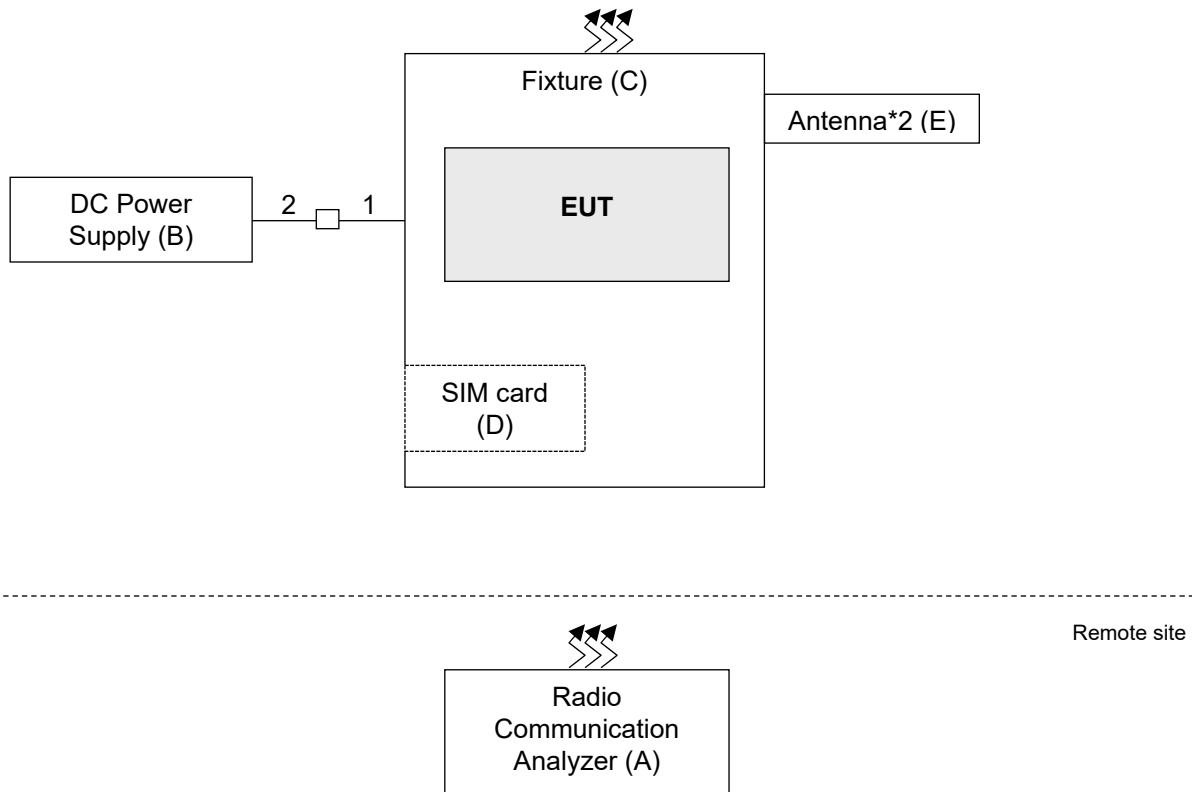 Fixture (C)
Antenna*2 (E)
DC Power
Supply (B)
2
1
EUT
SIM card
(D)
Remote site
Radio
Communication
Analyzer (A)